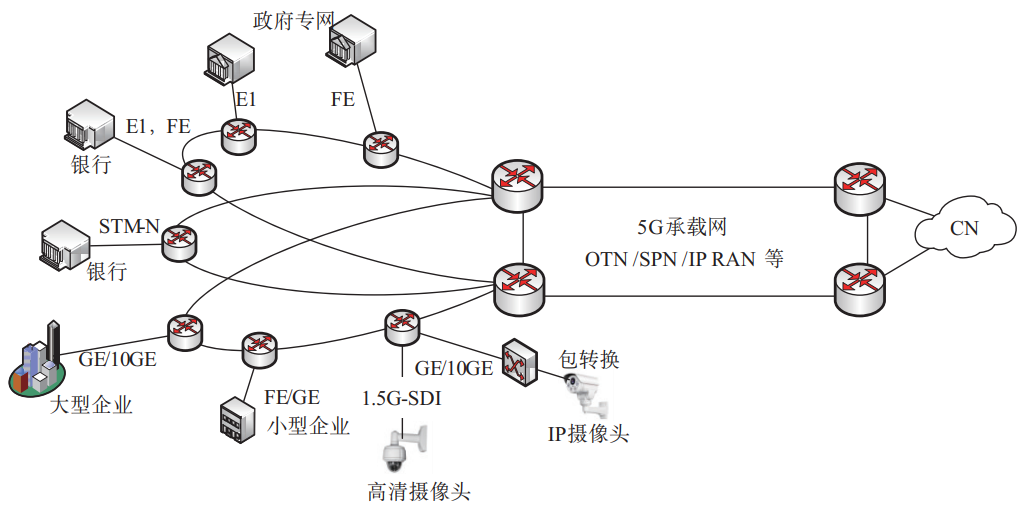 政府专网
E1
FE
E1，FE
银行
STM-N
银行
5G承载网
OTN /SPN /IP RAN 等
CN
GE/10GE
大型企业
FE/GE
小型企业
1.5G-SDI
高清摄像头
GE/10GE
包转换
IP摄像头